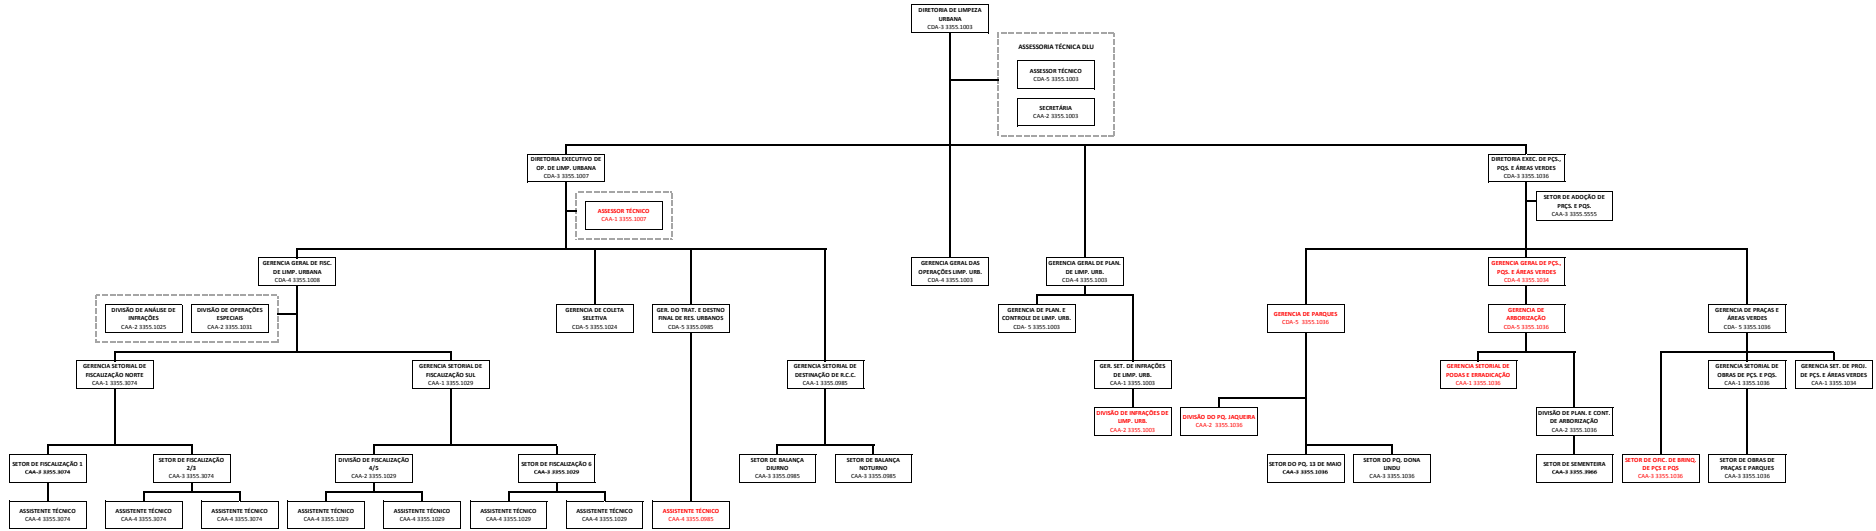 DIRETORIA DE LIMPEZA
URBANA
CDA-3 3355.1003
ASSESSORIA TÉCNICA DLU
ASSESSOR TÉCNICO
CDA-5 3355.1003
SECRETÁRIA
CAA-2 3355.1003
DIRETORIA EXECUTIVO DE
OP. DE LIMP. URBANA
CDA-3 3355.1007
DIRETORIA EXEC. DE PÇS.,
PQS. E ÁREAS VERDES
CDA-3 3355.1036
ASSESSOR TÉCNICO
CAA-1 3355.1007
SETOR DE ADOÇÃO DE
PRÇS. E PQS.
CAA-3 3355.5555
GERENCIA GERAL DE FISC.
DE LIMP. URBANA
CDA-4 3355.1008
GERENCIA GERAL DAS
OPERAÇÕES LIMP. URB.
CDA-4 3355.1003
GERENCIA GERAL DE PLAN.
DE LIMP. URB.
CDA-4 3355.1003
GERENCIA GERAL DE PÇS.,
PQS. E ÁREAS VERDES
CDA-4 3355.1034
DIVISÃO DE ANÁLISE DE
INFRAÇÕES
CAA-2 3355.1025
DIVISÃO DE OPERAÇÕES
ESPECIAIS
CAA-2 3355.1031
GERENCIA DE COLETA
SELETIVA
CDA-5 3355.1024
GER. DO TRAT. E DESTNO
FINAL DE RES. URBANOS
CDA-5 3355.0985
GERENCIA DE PLAN. E
CONTROLE DE LIMP. URB.
CDA- 5 3355.1003
GERENCIA DE PARQUES
CDA-5 3355.1036
GERENCIA DE
ARBORIZAÇÃO
CDA-5 3355.1036
GERENCIA DE PRAÇAS E
ÁREAS VERDES
CDA- 5 3355.1036
GERENCIA SETORIAL DE
FISCALIZAÇÃO NORTE
CAA-1 3355.3074
GERENCIA SETORIAL DE
FISCALIZAÇÃO SUL
CAA-1 3355.1029
GERENCIA SETORIAL DE
DESTINAÇÃO DE R.C.C.
CAA-1 3355.0985
GER. SET. DE INFRAÇÕES
DE LIMP. URB.
CAA-1 3355.1003
GERENCIA SETORIAL DE
PODAS E ERRADICAÇÃO
CAA-1 3355.1036
GERENCIA SETORIAL DE
OBRAS DE PÇS. E PQS.
CAA-1 3355.1036
GERENCIA SET. DE PROJ.
DE PÇS. E ÁREAS VERDES
CAA-1 3355.1034
DIVISÃO DE INFRAÇÕES DE
LIMP. URB.
CAA-2 3355.1003
DIVISÃO DO PQ. JAQUEIRA
CAA-2 3355.1036
DIVISÃO DE PLAN. E CONT.
DE ARBORIZAÇÃO
CAA-2 3355.1036
SETOR DE FISCALIZAÇÃO 1
CAA-3 3355.3074
SETOR DE FISCALIZAÇÃO
2/3
CAA-3 3355.3074
DIVISÃO DE FISCALIZAÇÃO
4/5
CAA-2 3355.1029
SETOR DE FISCALIZAÇÃO 6
CAA-3 3355.1029
SETOR DE BALANÇA
DIURNO
CAA-3 3355.0985
SETOR DE BALANÇA
NOTURNO
CAA-3 3355.0985
SETOR DO PQ. 13 DE MAIO
CAA-3 3355.1036
SETOR DO PQ. DONA
LINDU
CAA-3 3355.1036
SETOR DE SEMENTEIRA
CAA-3 3355.3966
SETOR DE OFIC. DE BRINQ.
DE PÇS E PQS
CAA-3 3355.1036
SETOR DE OBRAS DE
PRAÇAS E PARQUES
CAA-3 3355.1036
ASSISTENTE TÉCNICO
CAA-4 3355.3074
ASSISTENTE TÉCNICO
CAA-4 3355.3074
ASSISTENTE TÉCNICO
CAA-4 3355.3074
ASSISTENTE TÉCNICO
CAA-4 3355.1029
ASSISTENTE TÉCNICO
CAA-4 3355.1029
ASSISTENTE TÉCNICO
CAA-4 3355.1029
ASSISTENTE TÉCNICO
CAA-4 3355.1029
ASSISTENTE TÉCNICO
CAA-4 3355.0985